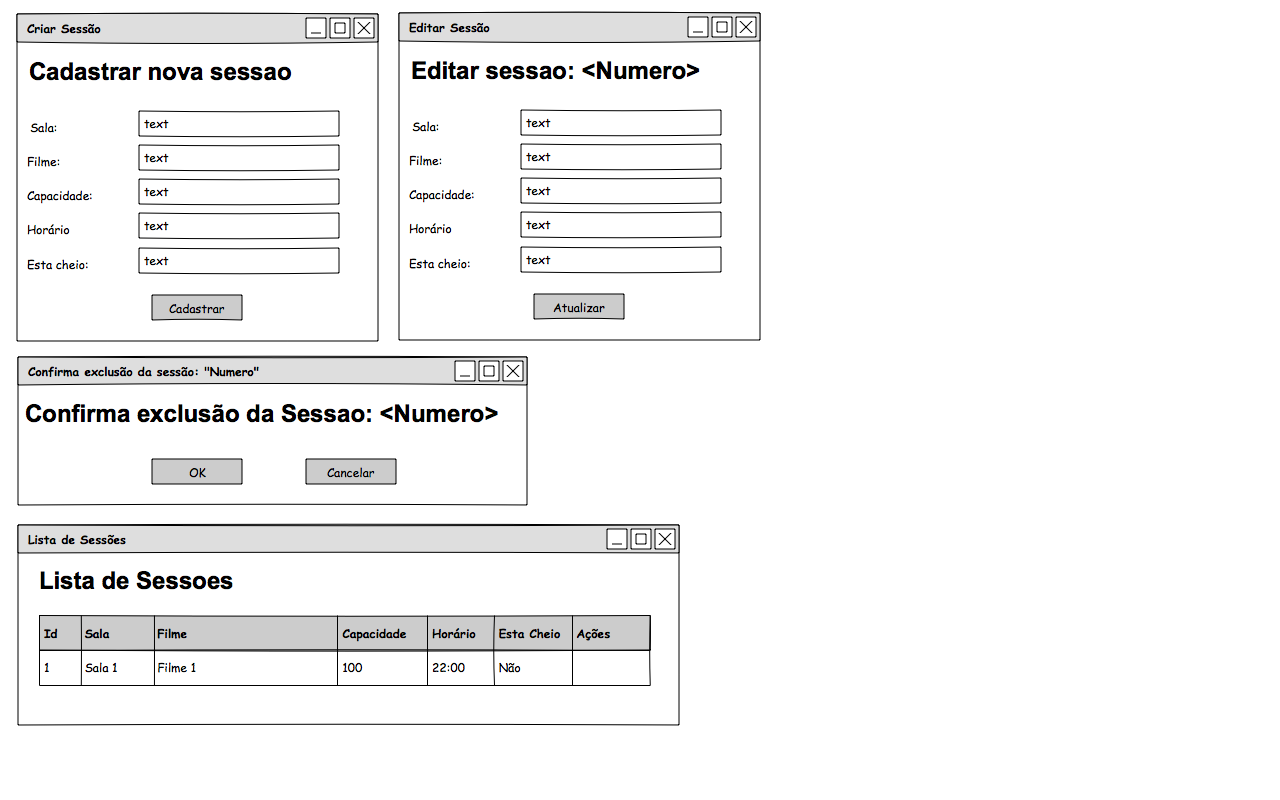 Criar Sessão
Cadastrar nova sessao
Sala: text
Filme: text
Capacidade: text
Horário text
Esta cheio: text
Cadastrar
Editar Sessão
Editar sessao: <Numero>
Sala: text
Filme: text
Capacidade: text
Horário text
Esta cheio: text
Atualizar
Confirma exclusão da sessão: "Numero"
Confirma exclusão da Sessao: <Numero>
OK Cancelar
Lista de Sessões
Lista de Sessoes
Id Sala Filme Capacidade Horário Esta Cheio Ações
1 Sala 1 Filme 1 100 22:00 Não